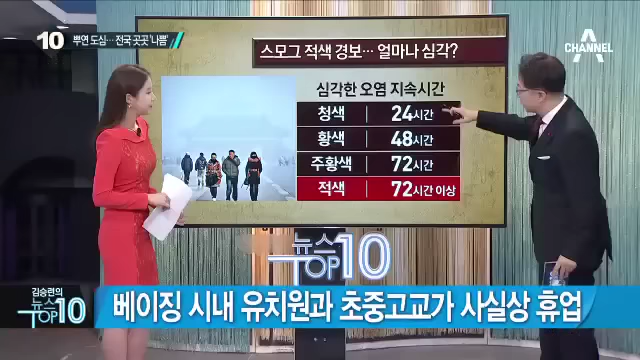 10 뿌연 도심… 전국 곳곳 '나쁨'
CHANNEL A
스모그 적색 경보… 얼마나 심각?
심각한 오염 지속시간
청색 24시간
황색 48시간
주황색 72시간
적색 72시간 이상
뉴스 TOP10
김승련의
뉴스 TOP10
베이징 시내 유치원과 초중고교가 사실상 휴업